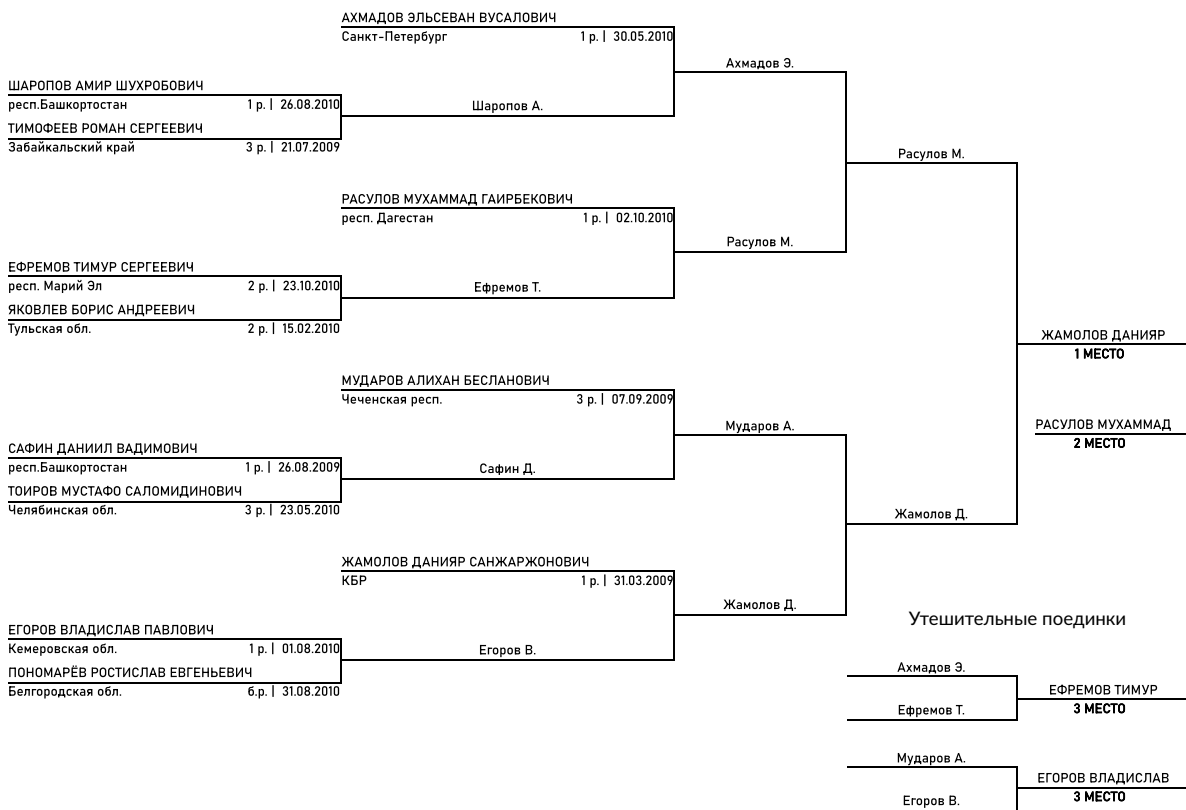 АХМАДОВ ЭЛЬСЕВАН ВУСАЛОВИЧ
Санкт-Петербург 1 р. | 30.05.2010
Ахмадов Э.
ШАРОПОВ АМИР ШУХРОБОВИЧ
респ.Башкортостан 1 р. | 26.08.2010
Шаропов А.
ТИМОФЕЕВ РОМАН СЕРГЕЕВИЧ
Забайкальский край 3 р. | 21.07.2009
Расулов М.
РАСУЛОВ МУХАММАД ГАИРБЕКОВИЧ
респ. Дагестан 1 р. | 02.10.2010
Расулов М.
ЕФРЕМОВ ТИМУР СЕРГЕЕВИЧ
респ. Марий Эл 2 р. | 23.10.2010
Ефремов Т.
ЯКОВЛЕВ БОРИС АНДРЕЕВИЧ
Тульская обл. 2 р. | 15.02.2010
ЖАМОЛОВ ДАНИЯР
1 МЕСТО
МУДАРОВ АЛИХАН БЕСЛАНОВИЧ
Чеченская респ. 3 р. | 07.09.2009
Мударов А.
РАСУЛОВ МУХАММАД
2 МЕСТО
САФИН ДАНИИЛ ВАДИМОВИЧ
респ.Башкортостан 1 р. | 26.08.2009
Сафин Д.
ТОИРОВ МУСТАФО САЛОМИДИНОВИЧ
Челябинская обл. 3 р. | 23.05.2010
Жамолов Д.
ЖАМОЛОВ ДАНИЯР САНЖАРЖОНОВИЧ
КБР 1 р. | 31.03.2009
Жамолов Д.
Утешительные поединки
ЕГОРОВ ВЛАДИСЛАВ ПАВЛОВИЧ
Кемеровская обл. 1 р. | 01.08.2010
Егоров В.
ПОНОМАРЁВ РОСТИСЛАВ ЕВГЕНЬЕВИЧ
Белгородская обл. б.р. | 31.08.2010
Ахмадов Э.
ЕФРЕМОВ ТИМУР
3 МЕСТО
Ефремов Т.
Мударов А.
ЕГОРОВ ВЛАДИСЛАВ
3 МЕСТО
Егоров В.